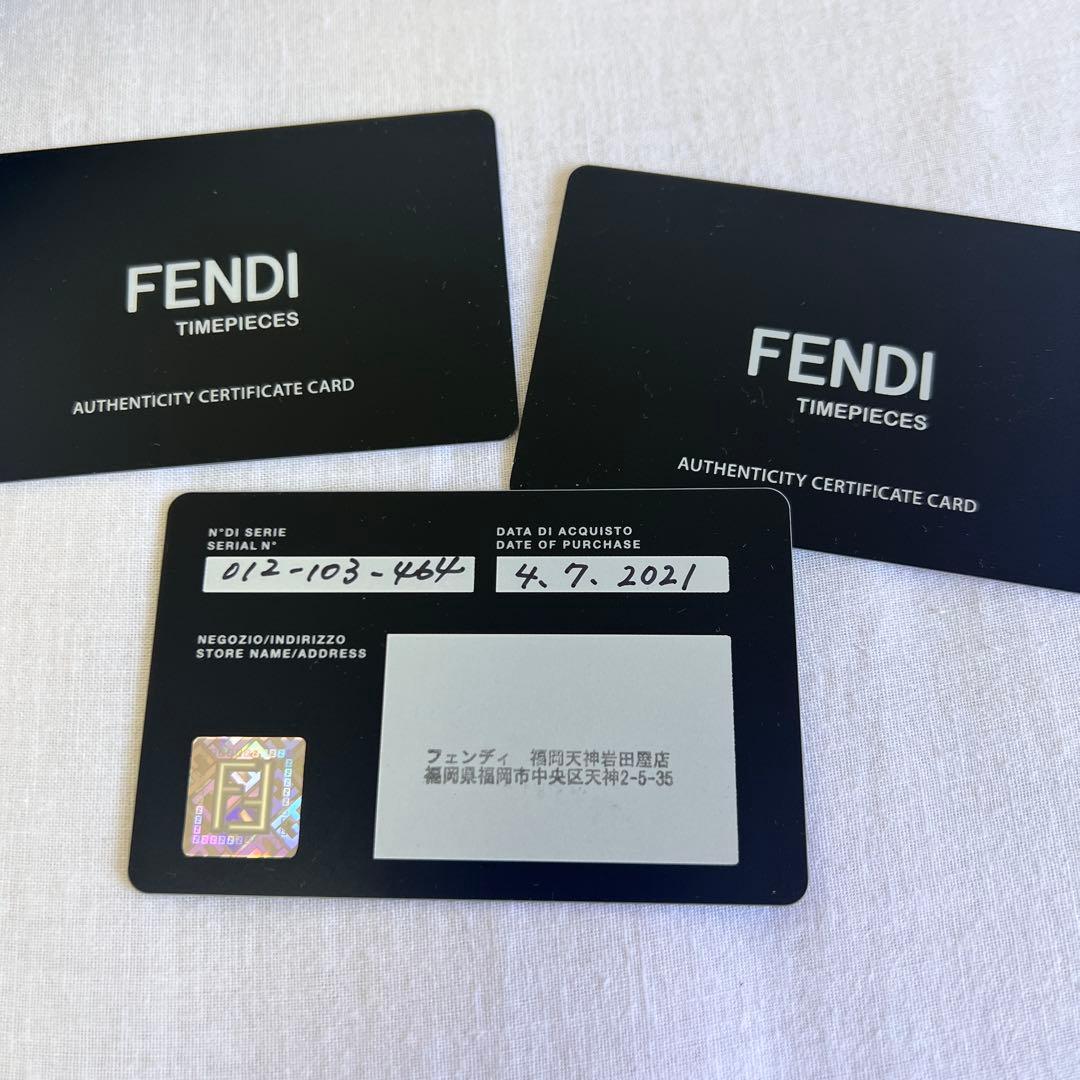 FENDI
TIMEPIECES
AUTHENTICITY CERTIFICATE CARD
FENDI
TIMEPIECES
AUTHENTICITY CERTIFICATE CARD
N°DI SERIE
SERIAL N°
012-103-464
DATA DI ACQUISTO
DATE OF PURCHASE
4. 7. 2021
NEGOZIO/INDIRIZZO
STORE NAME/ADDRESS
フェンディ 福岡天神岩田屋店
福岡県福岡市中央区天神2-5-35